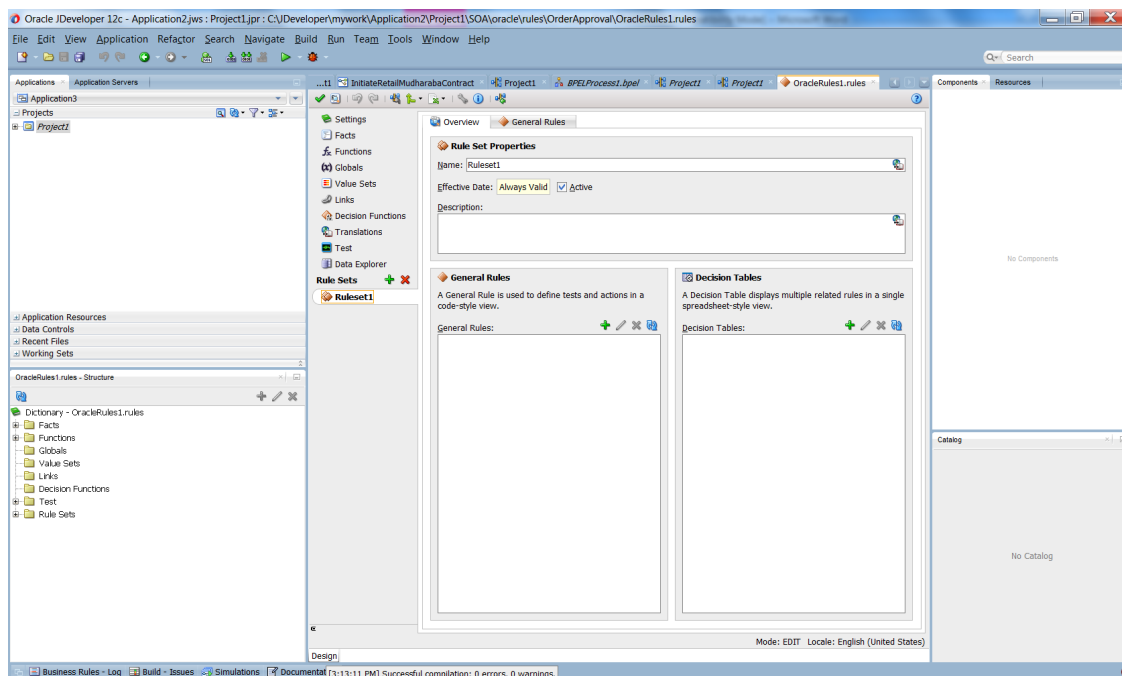 Oracle JDeveloper 12c - Application2.jws : Project1.jpr : C:\JDeveloper\mywork\Application2\Project1\SOA\oracle\rules\OrderApproval\OracleRules1.rules
File Edit View Application Refactor Search Navigate Build Run Team Tools Window Help
Search
Applications Application Servers
...t1 InitiateRetailMudharabaContract Project1 BPELProcess1.bpel Project1 Project1 OracleRules1.rules
Components Resources
Application3
Projects
Project1
Settings
Facts
Functions
Globals
Value Sets
Links
Decision Functions
Translations
Test
Data Explorer
Rule Sets
Ruleset1
Overview General Rules
Rule Set Properties
Name: Ruleset1
Effective Date: Always Valid Active
Description:
General Rules
A General Rule is used to define tests and actions in a
code-style view.
General Rules:
Decision Tables
A Decision Table displays multiple related rules in a single
spreadsheet-style view.
Decision Tables:
No Components
Application Resources
Data Controls
Recent Files
Working Sets
OracleRules1.rules - Structure
Dictionary - OracleRules1.rules
Facts
Functions
Globals
Value Sets
Links
Decision Functions
Test
Rule Sets
Catalog
No Catalog
Mode: EDIT Locale: English (United States)
Design
Business Rules - Log Build - Issues Simulations Documentat
[3:13:11 PM] Successful compilation: 0 errors, 0 warnings.